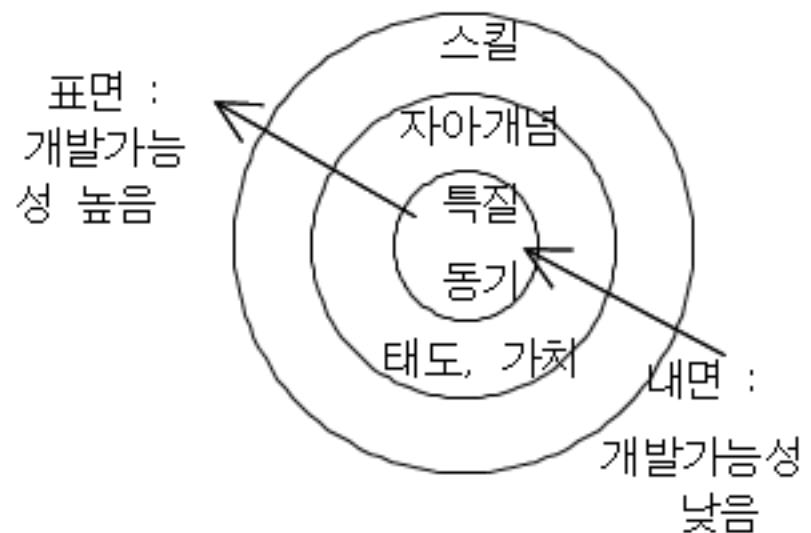 스킬
표면 :
개발가능
성 높음
자아개념
특질
동기
태도, 가치
내면 :
개발가능성
낮음